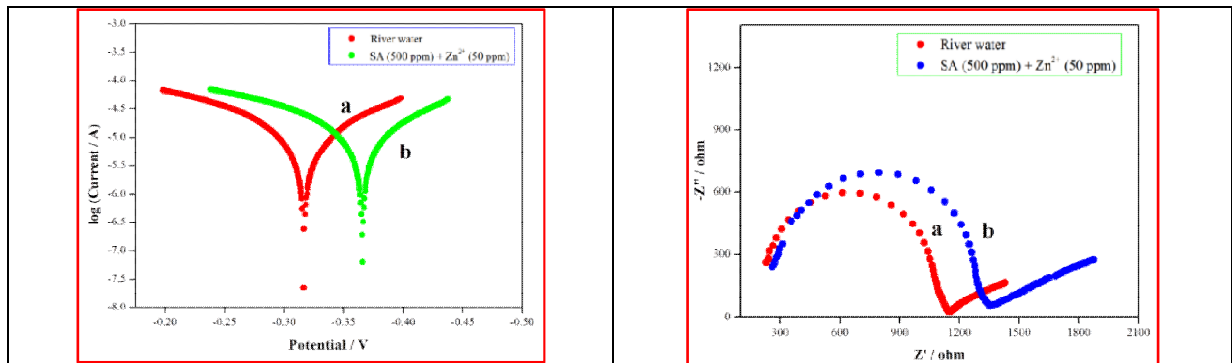 -3.0
-3.5
-4.0
-4.5
-5.0
-5.5
-6.0
-6.5
-7.0
-7.5
-8.0
log (Current / A)
River water
SA (500 ppm) + Zn²⁺ (50 ppm)
a
b
-0.20 -0.25 -0.30 -0.35 -0.40 -0.45 -0.50
Potential / V
1200
900
600
300
0
-Z'' / ohm
River water
SA (500 ppm) + Zn²⁺ (50 ppm)
a b
300 600 900 1200 1500 1800 2100
Z' / ohm